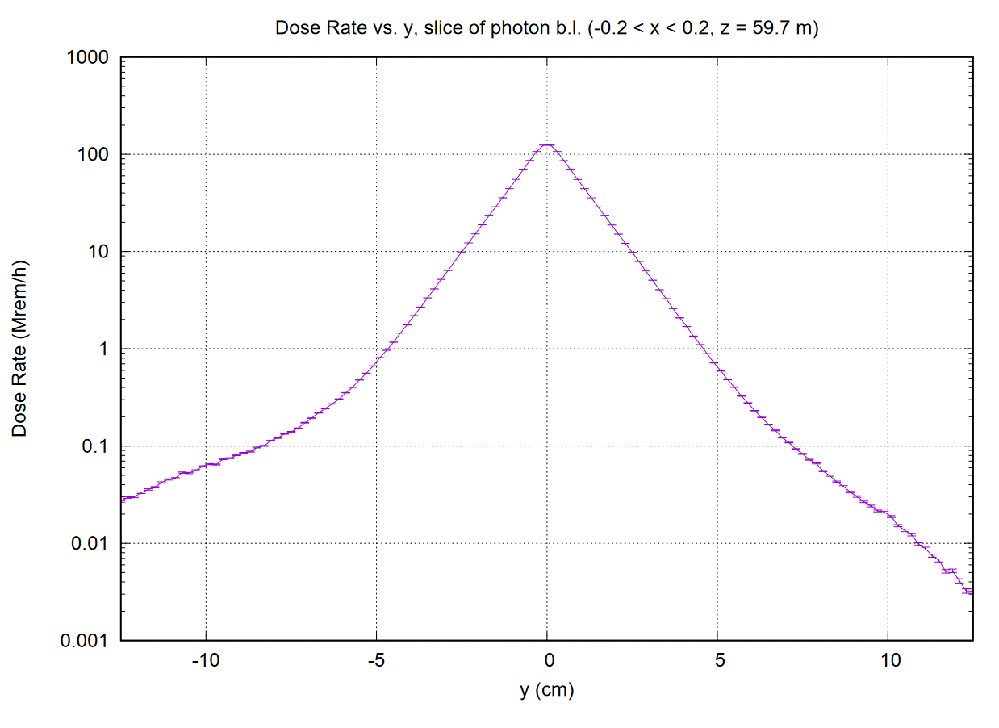 Dose Rate vs. y, slice of photon b.l. (-0.2 < x < 0.2, z = 59.7 m)
1000
100
10
1
0.1
0.01
0.001
Dose Rate (Mrem/h)
-10 -5 0 5 10
y (cm)